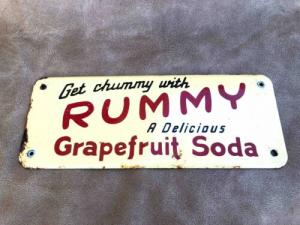 Get chummy with
RUMMY
A Delicious
Grapefruit Soda